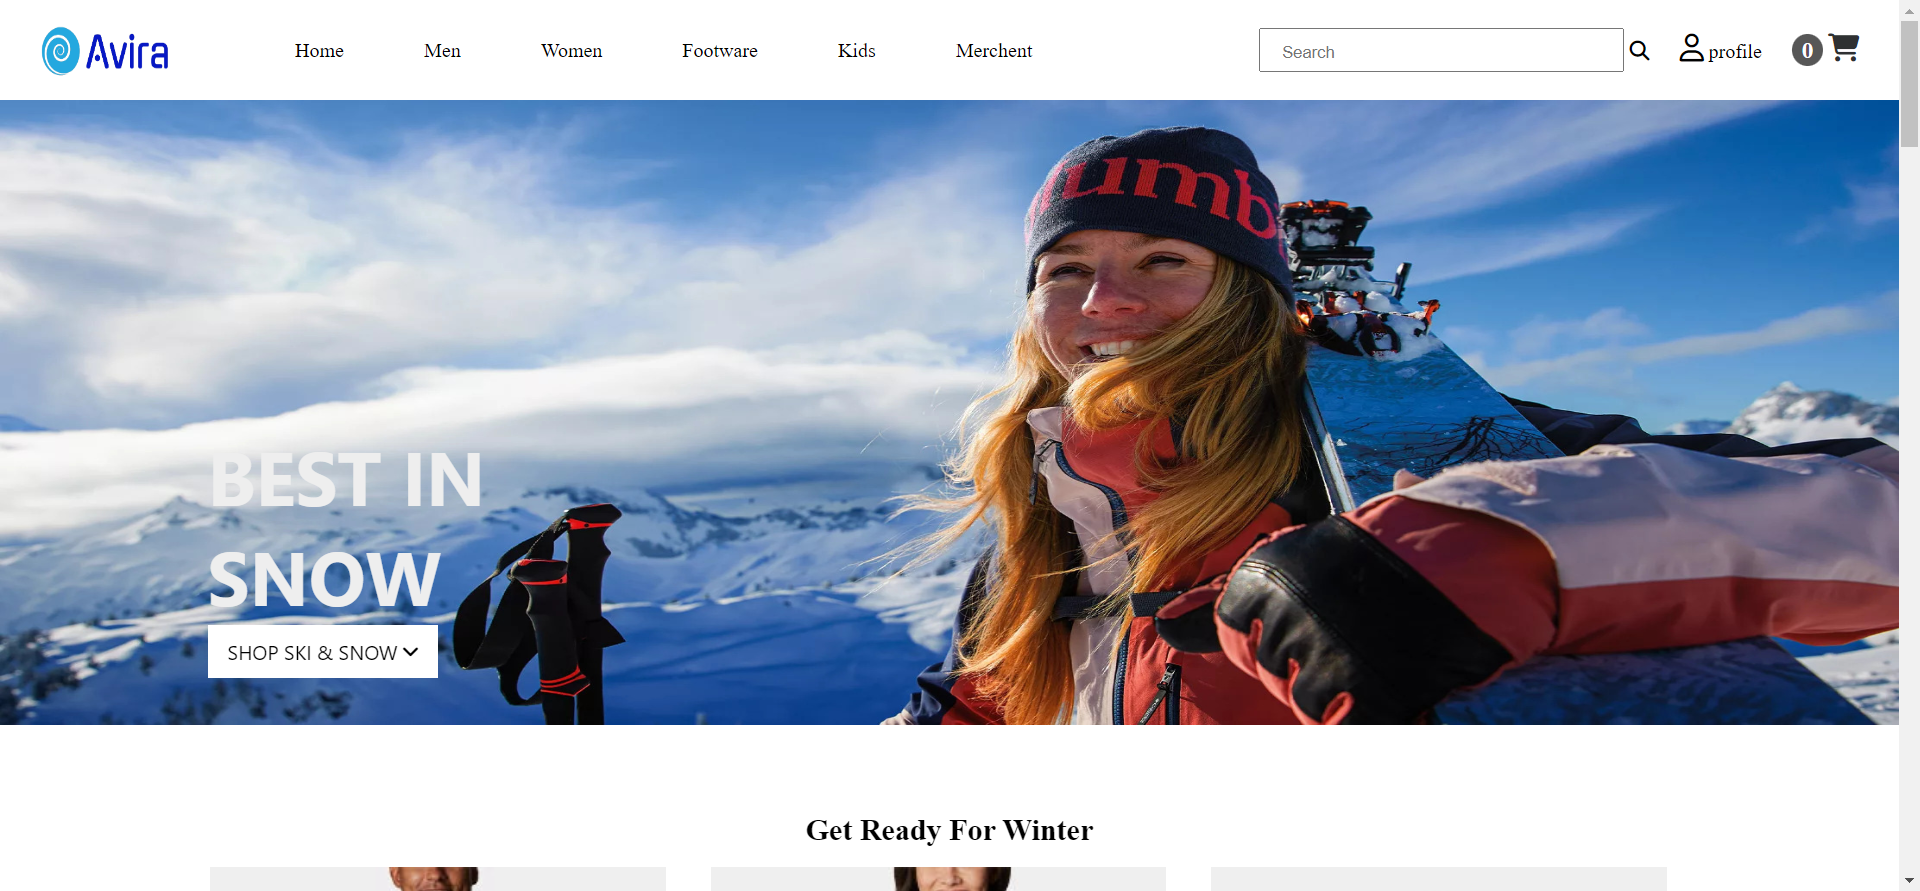 Avira
Home Men Women Footware Kids Merchent
Search
profile
0
umb
BEST IN
SNOW
SHOP SKI & SNOW
Get Ready For Winter